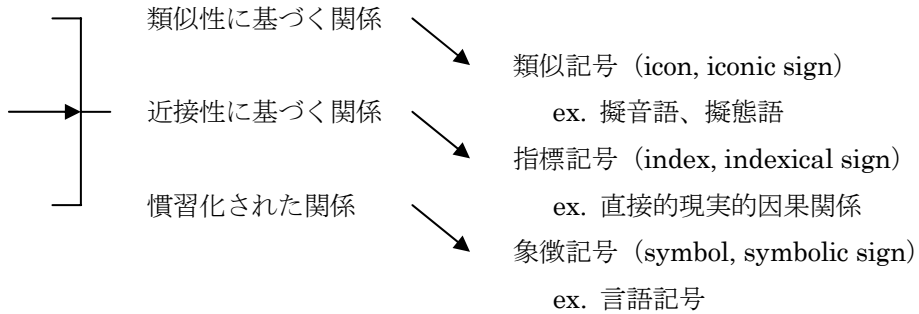 類似性に基づく関係
類似記号（icon, iconic sign）
近接性に基づく関係
ex. 擬音語、擬態語
指標記号（index, indexical sign）
慣習化された関係
ex. 直接的現実的因果関係
象徴記号（symbol, symbolic sign）
ex. 言語記号